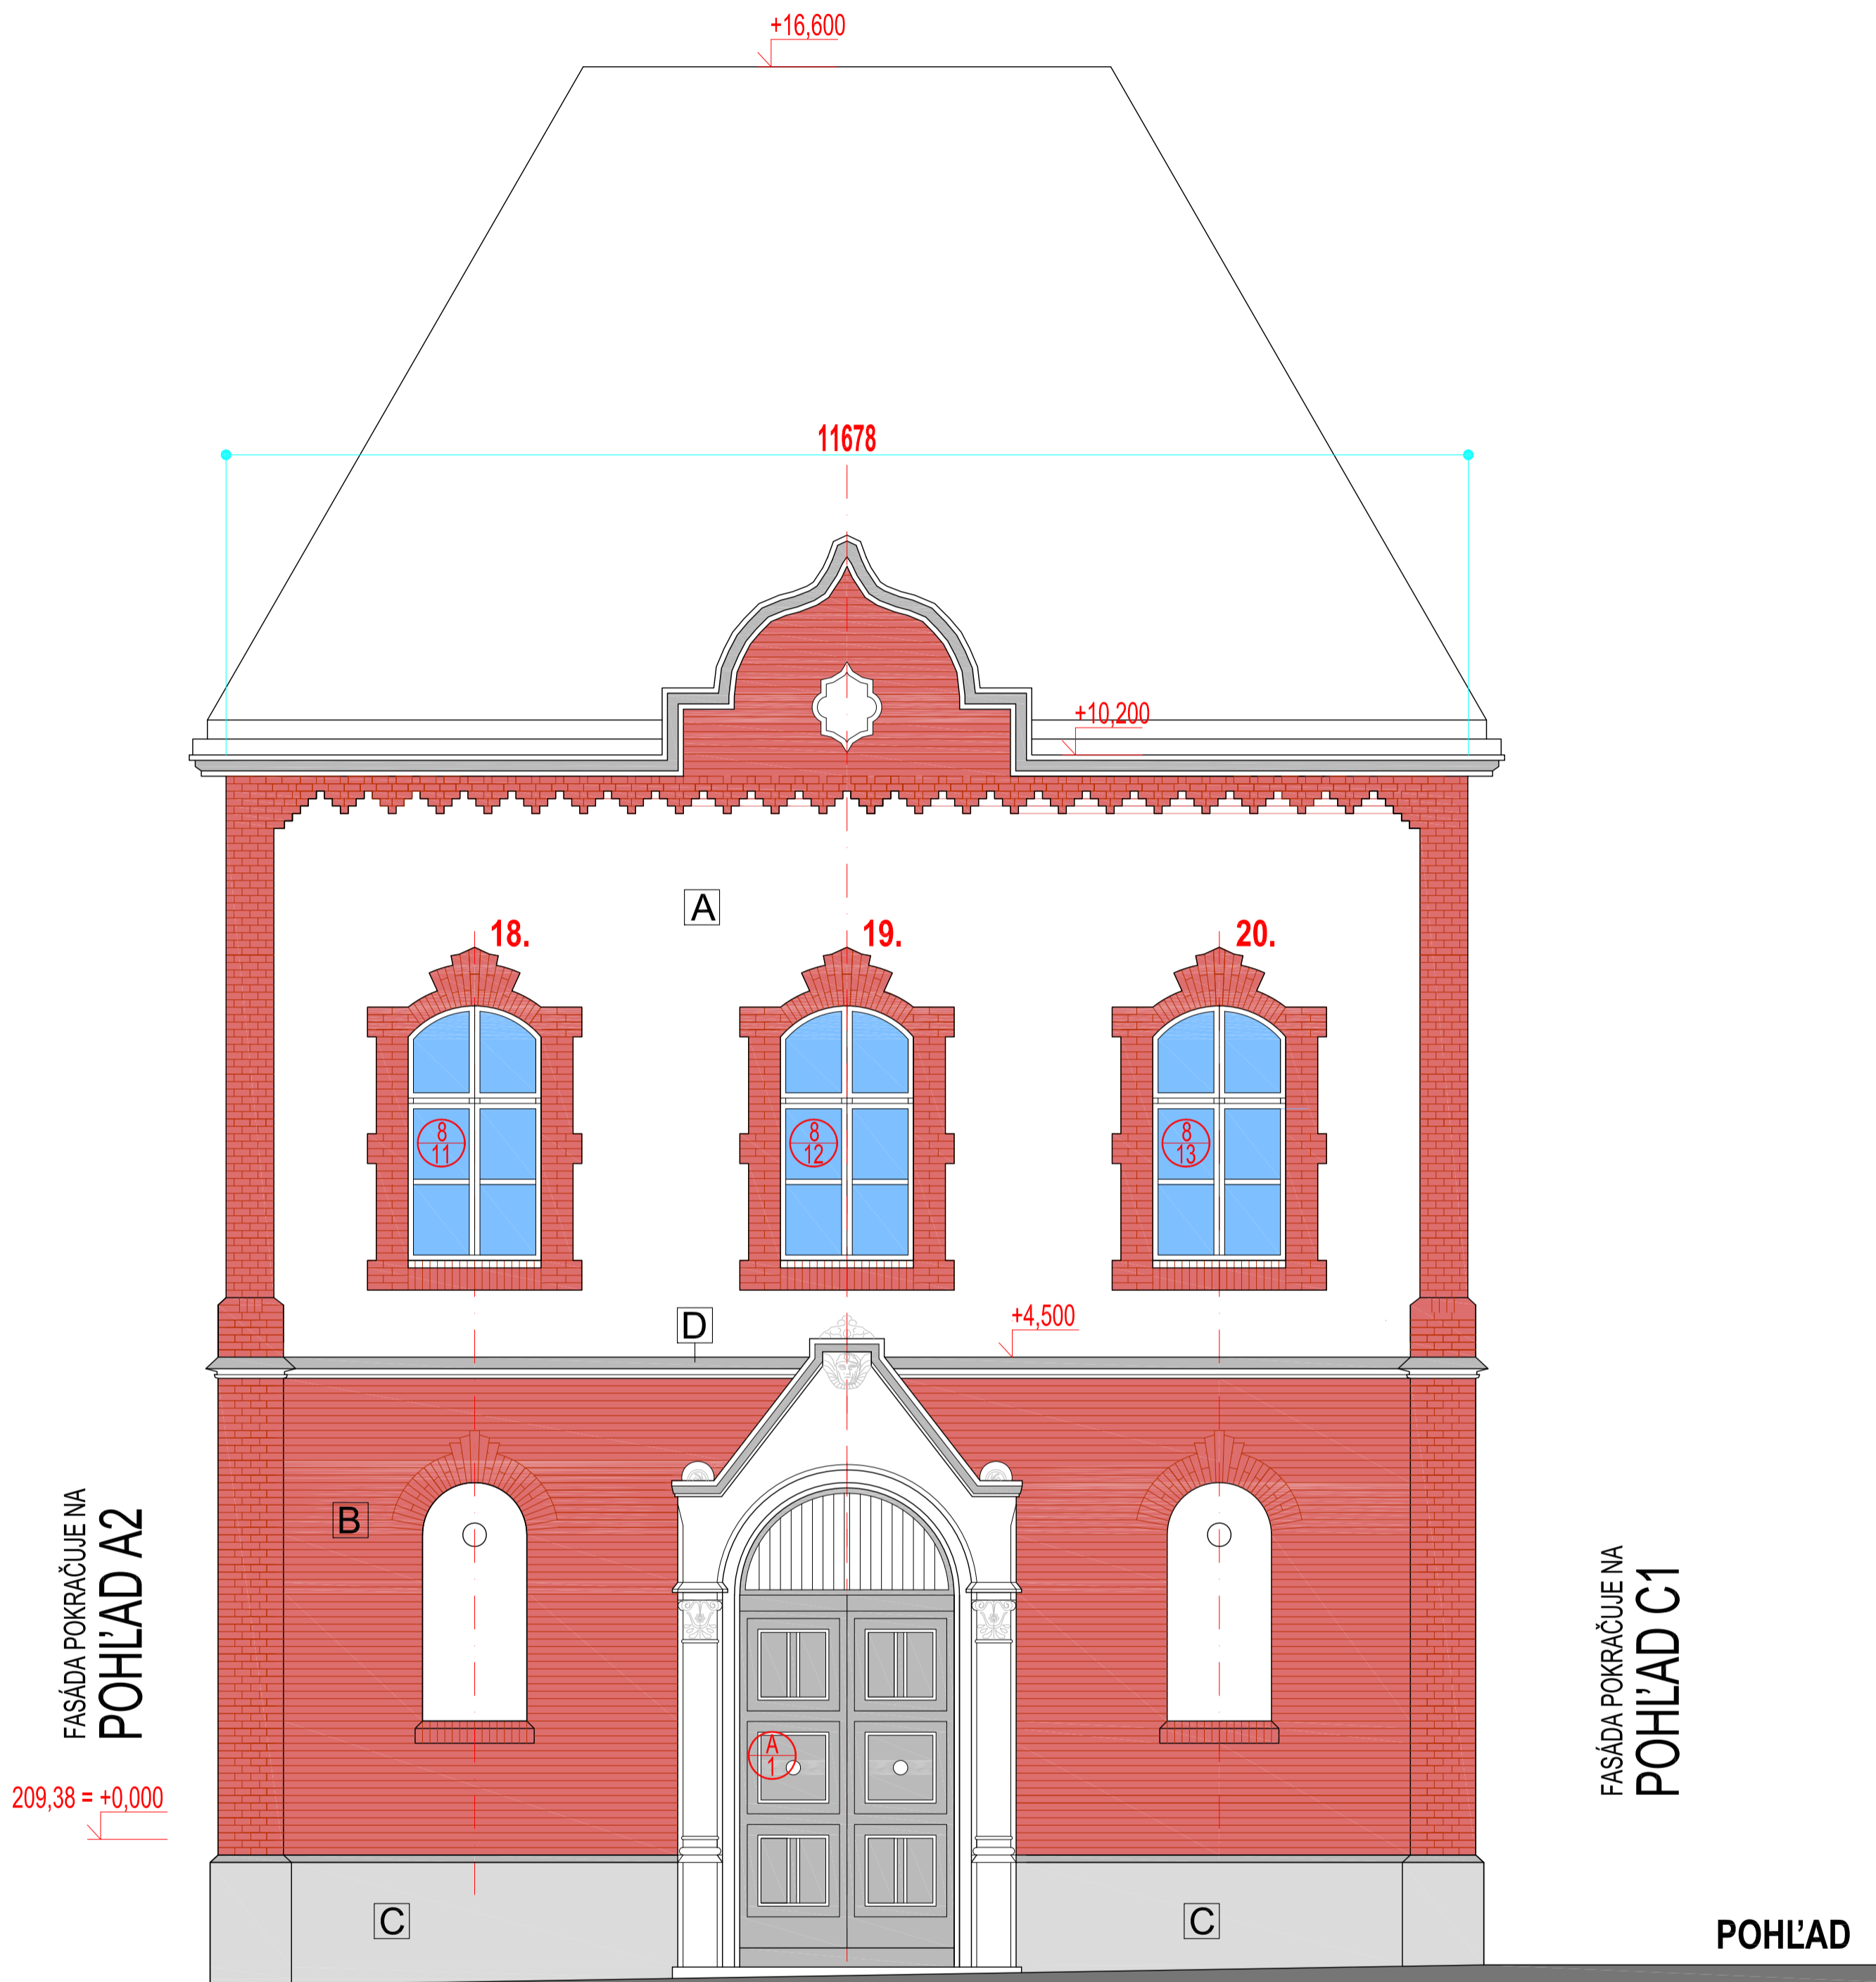 +16,600
11678
+10,200
A
18.
19.
20.
8
11
8
12
8
13
D
+4,500
B
FASÁDA POKRAČUJE NA
POHĽAD A2
FASÁDA POKRAČUJE NA
POHĽAD C1
A
1
209,38 = +0,000
C
C
POHĽAD